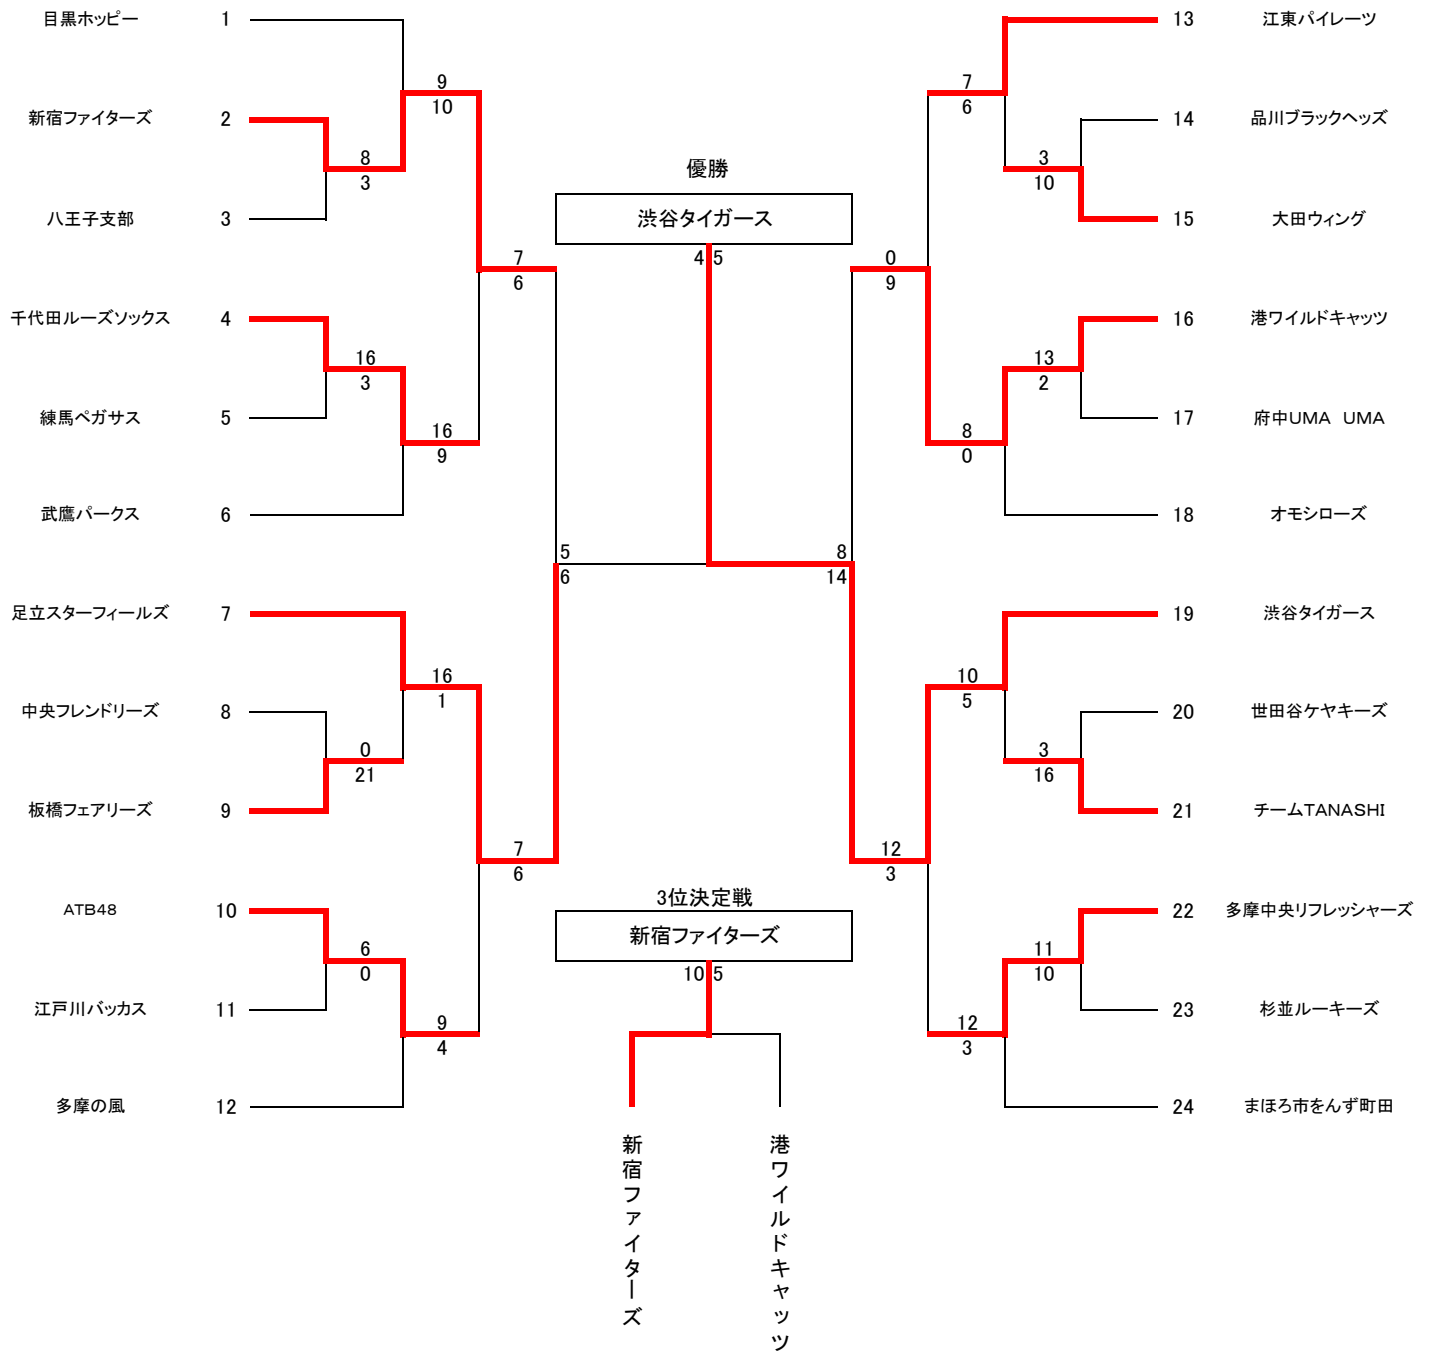 目黒ホッピー 1
9
10
新宿ファイターズ 2
8
3
八王子支部 3
7
6
千代田ルーズソックス 4
16
3
練馬ペガサス 5
16
9
武鷹パークス 6
5
6
足立スターフィールズ 7
16
1
中央フレンドリーズ 8
0
21
板橋フェアリーズ 9
7
6
ATB48 10
6
0
江戸川バッカス 11
9
4
多摩の風 12
優勝
渋谷タイガース
4 5
3位決定戦
新宿ファイターズ
10 5
新宿ファイターズ
港ワイルドキャッツ
13 江東パイレーツ
7
6
14 品川ブラックヘッズ
3
10
15 大田ウィング
0
9
16 港ワイルドキャッツ
13
2
17 府中UMA　UMA
8
0
18 オモシローズ
8
14
19 渋谷タイガース
10
5
20 世田谷ケヤキーズ
3
16
21 チームTANASHI
12
3
22 多摩中央リフレッシャーズ
11
10
23 杉並ルーキーズ
12
3
24 まほろ市をんず町田